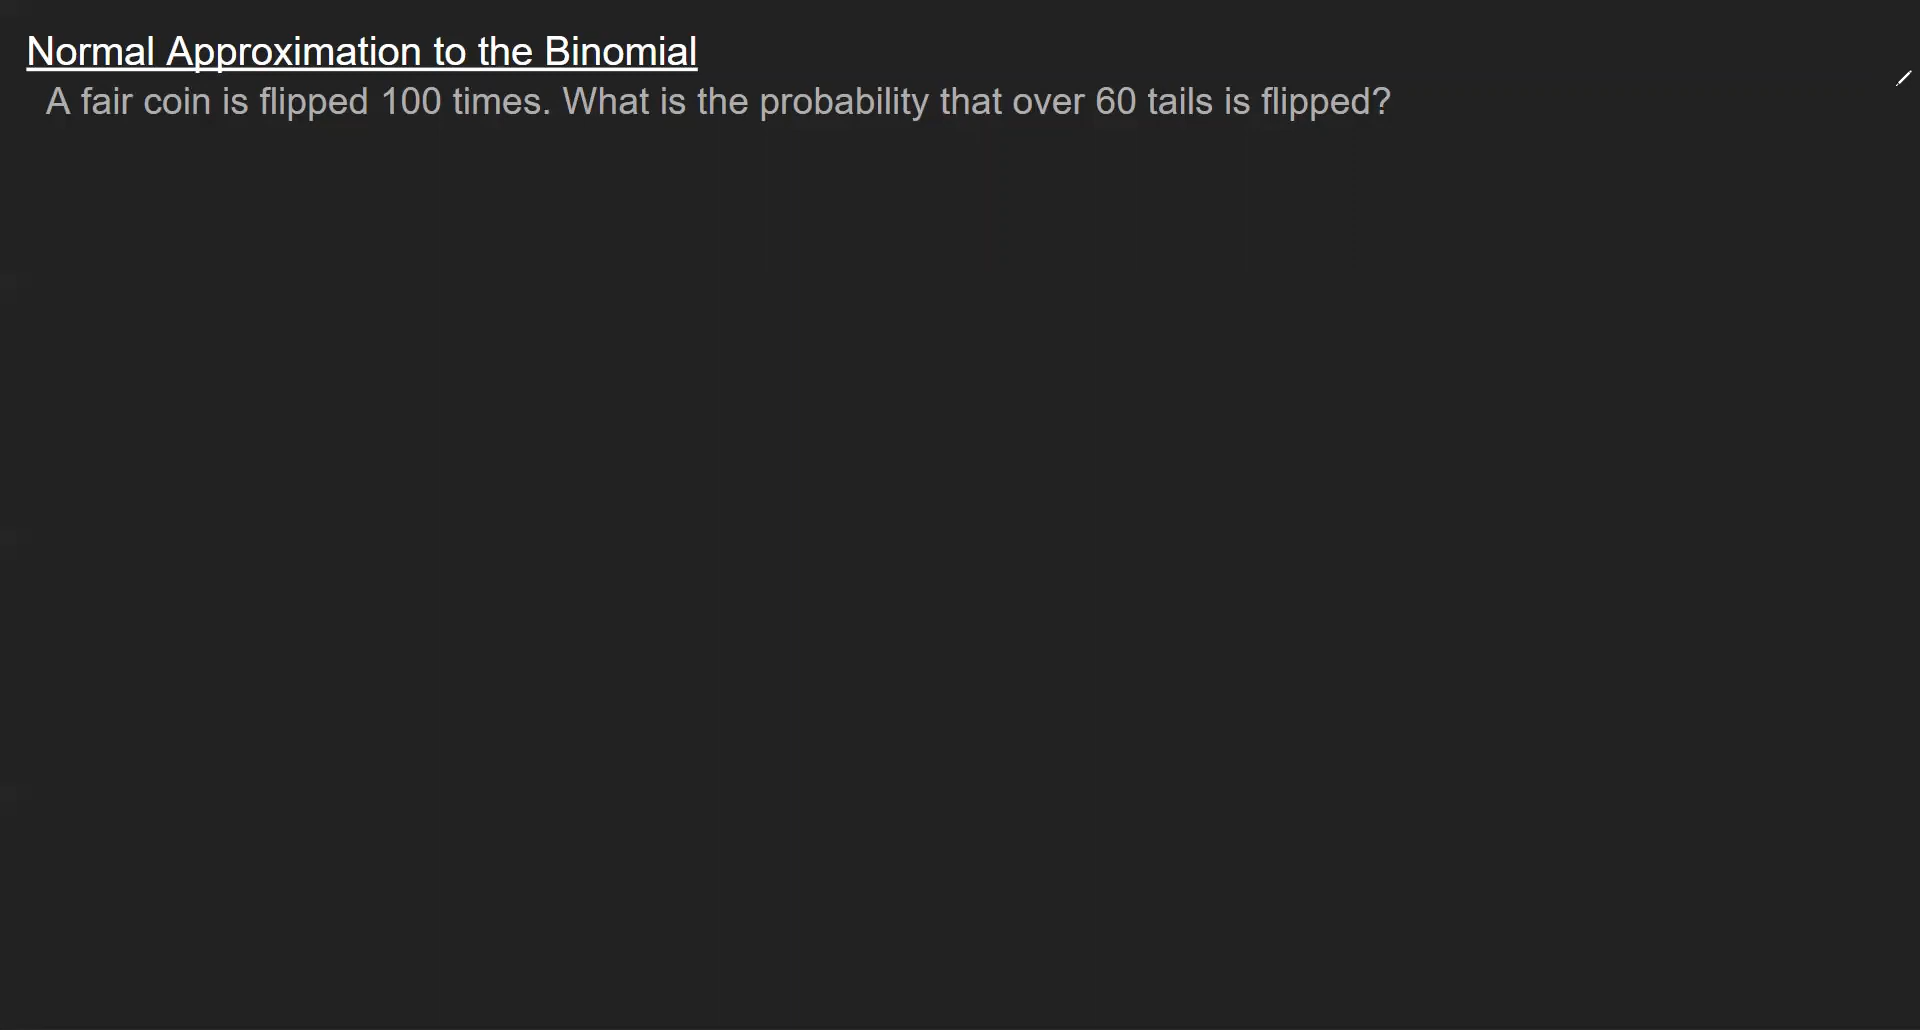 Normal Approximation to the Binomial
A fair coin is flipped 100 times. What is the probability that over 60 tails is flipped?